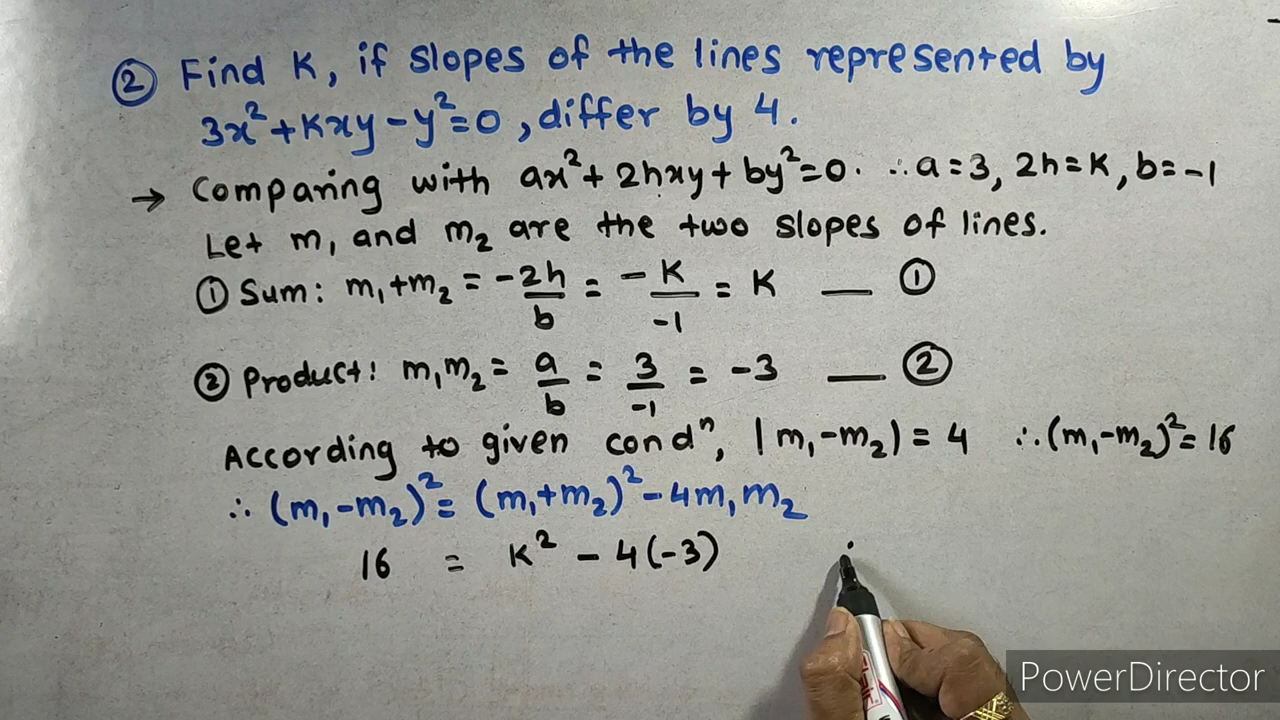 ② Find K, if slopes of the lines represented by
3x²+Kxy-y²=0, differ by 4.
→ Comparing with ax²+2hxy+by²=0. ∴a=3, 2h=K, b=-1
Let m₁ and m₂ are the two slopes of lines.
① Sum: m₁+m₂ = -2h/b = -K/-1 = K — ①
② Product: m₁m₂ = a/b = 3/-1 = -3 — ②
According to given condⁿ, |m₁-m₂) = 4 ∴(m₁-m₂)²=16
∴ (m₁-m₂)² = (m₁+m₂)²-4m₁m₂
16 = K² - 4(-3)
PowerDirector